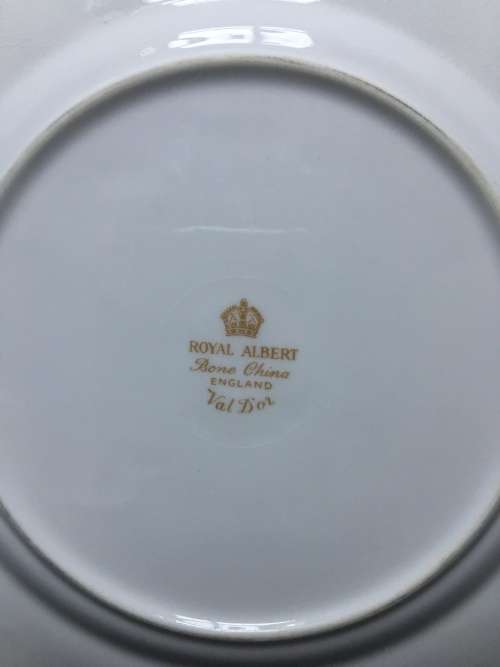 ROYAL ALBERT
Bone China
ENGLAND
Val D'or